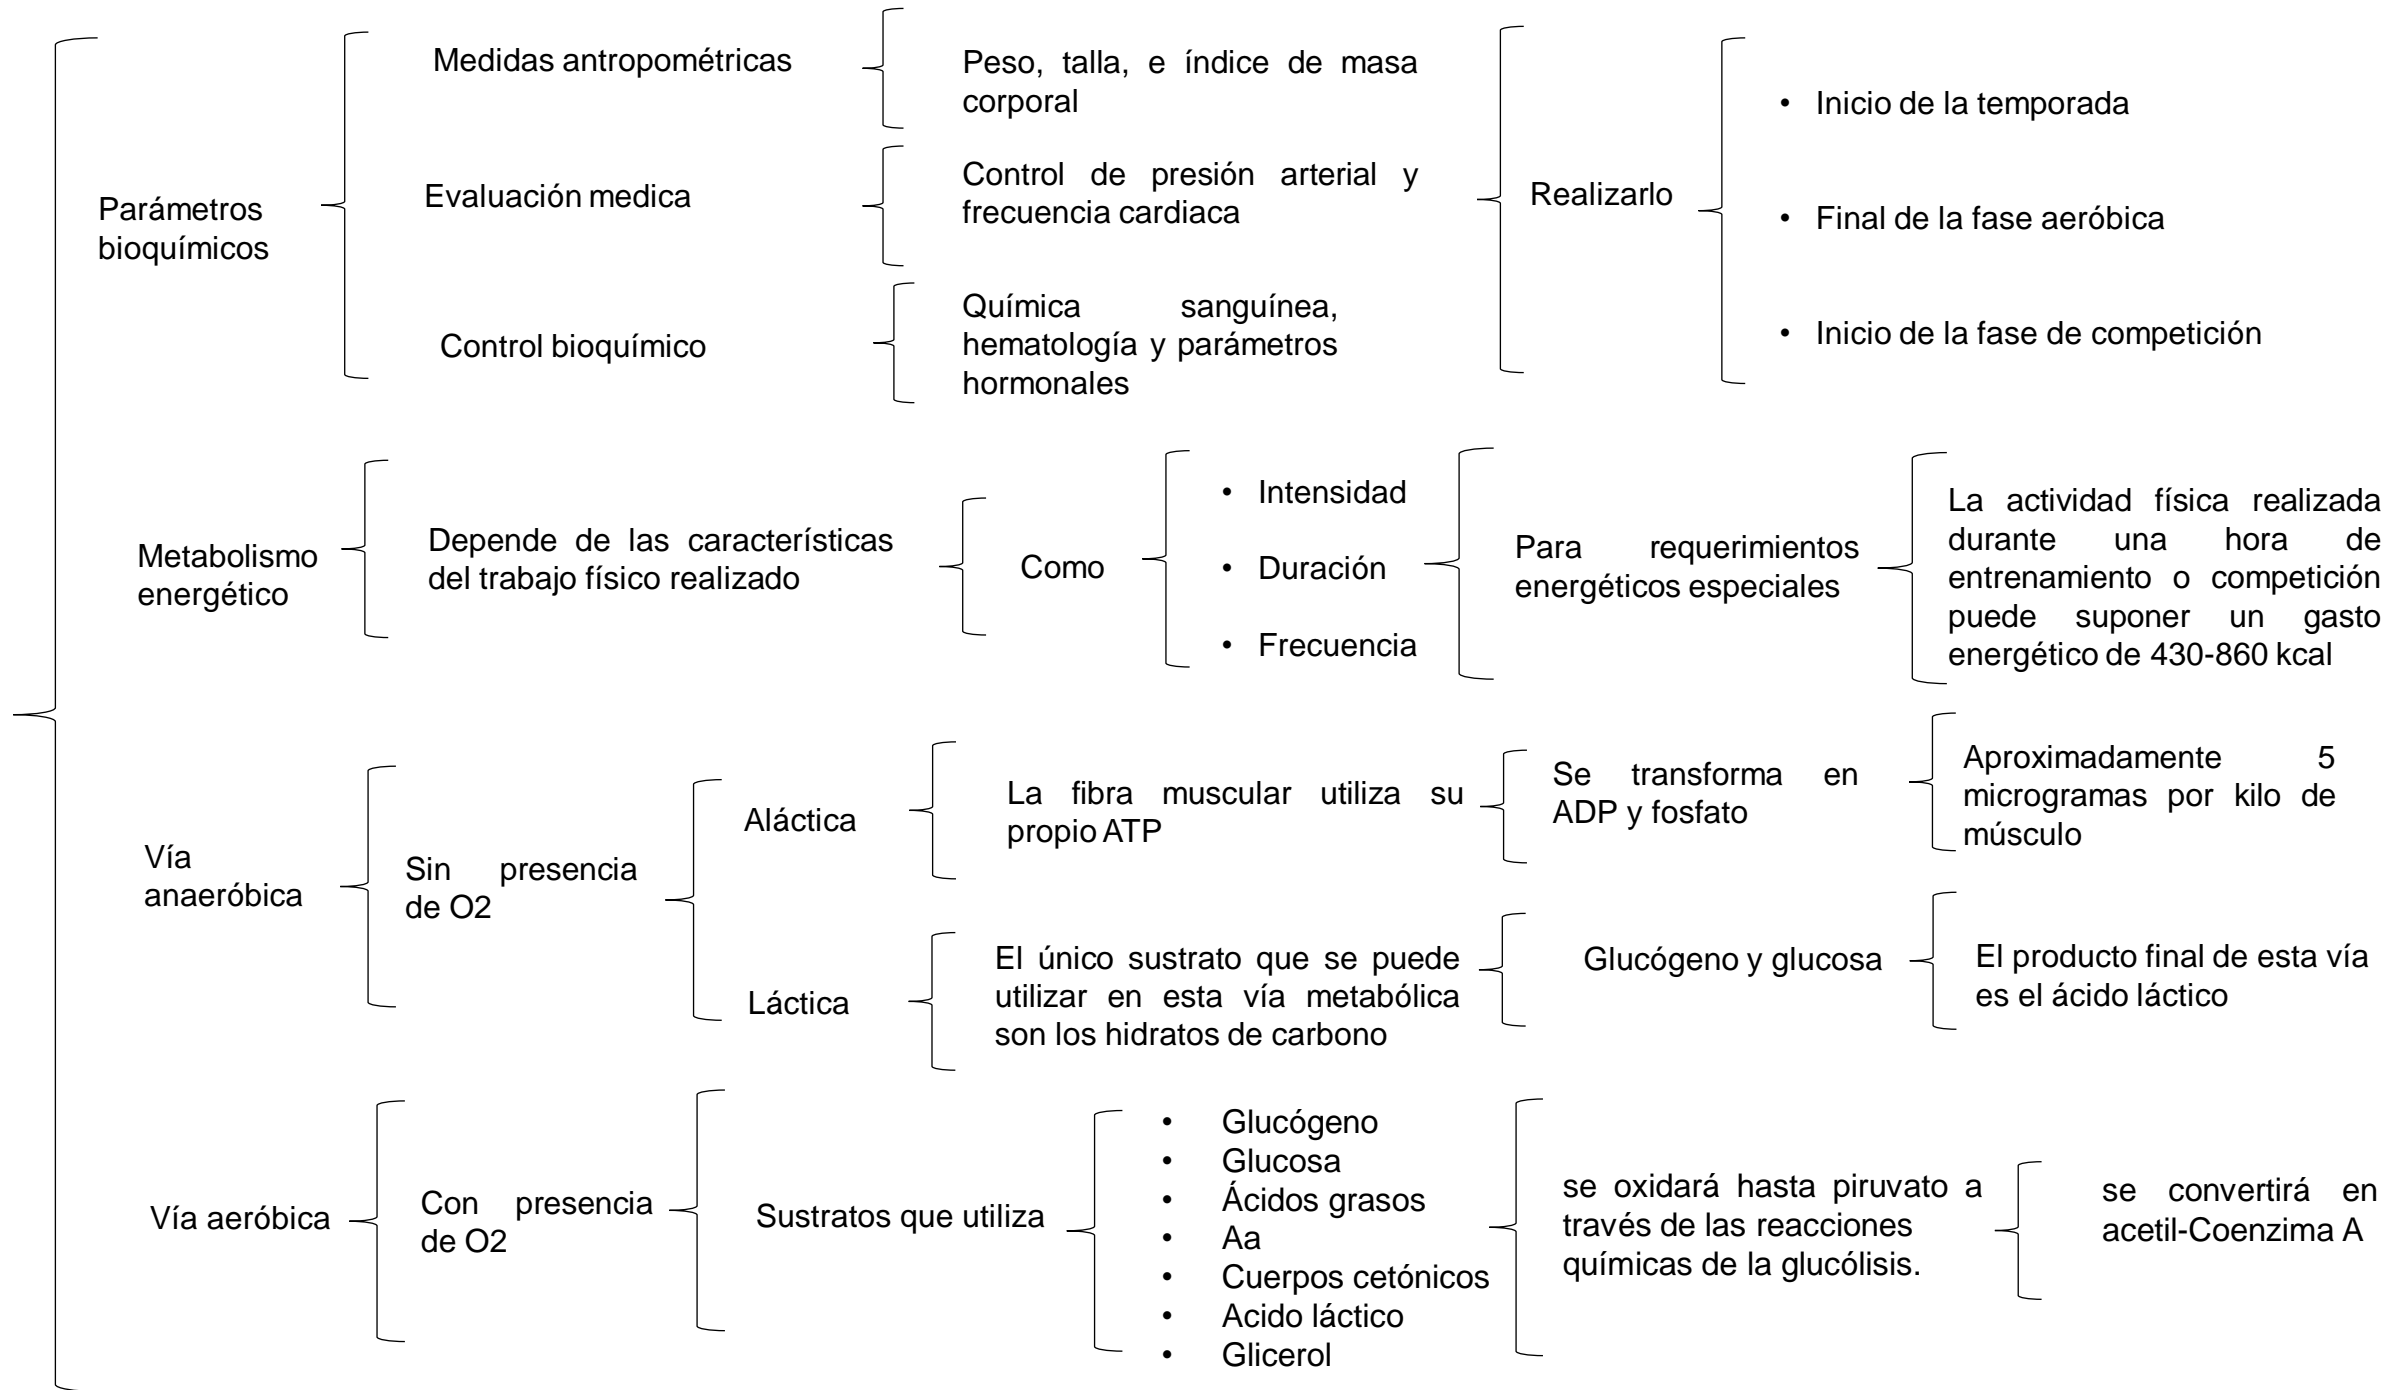 Parámetros
bioquímicos
Medidas antropométricas
Peso, talla, e índice de masa
corporal
Evaluación medica
Control de presión arterial y
frecuencia cardiaca
Control bioquímico
Química sanguínea,
hematología y parámetros
hormonales
Realizarlo
• Inicio de la temporada
• Final de la fase aeróbica
• Inicio de la fase de competición
Metabolismo
energético
Depende de las características
del trabajo físico realizado
Como
• Intensidad
• Duración
• Frecuencia
Para requerimientos
energéticos especiales
La actividad física realizada
durante una hora de
entrenamiento o competición
puede suponer un gasto
energético de 430-860 kcal
Vía
anaeróbica
Sin presencia
de O2
Aláctica
La fibra muscular utiliza su
propio ATP
Se transforma en
ADP y fosfato
Aproximadamente 5
microgramas por kilo de
músculo
Láctica
El único sustrato que se puede
utilizar en esta vía metabólica
son los hidratos de carbono
Glucógeno y glucosa
El producto final de esta vía
es el ácido láctico
Vía aeróbica
Con presencia
de O2
Sustratos que utiliza
• Glucógeno
• Glucosa
• Ácidos grasos
• Aa
• Cuerpos cetónicos
• Acido láctico
• Glicerol
se oxidará hasta piruvato a
través de las reacciones
químicas de la glucólisis.
se convertirá en
acetil-Coenzima A